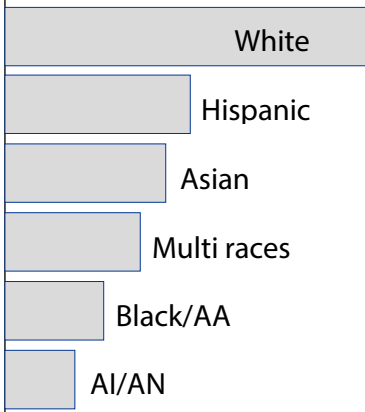 White
Hispanic
Asian
Multi races
Black/AA
AI/AN